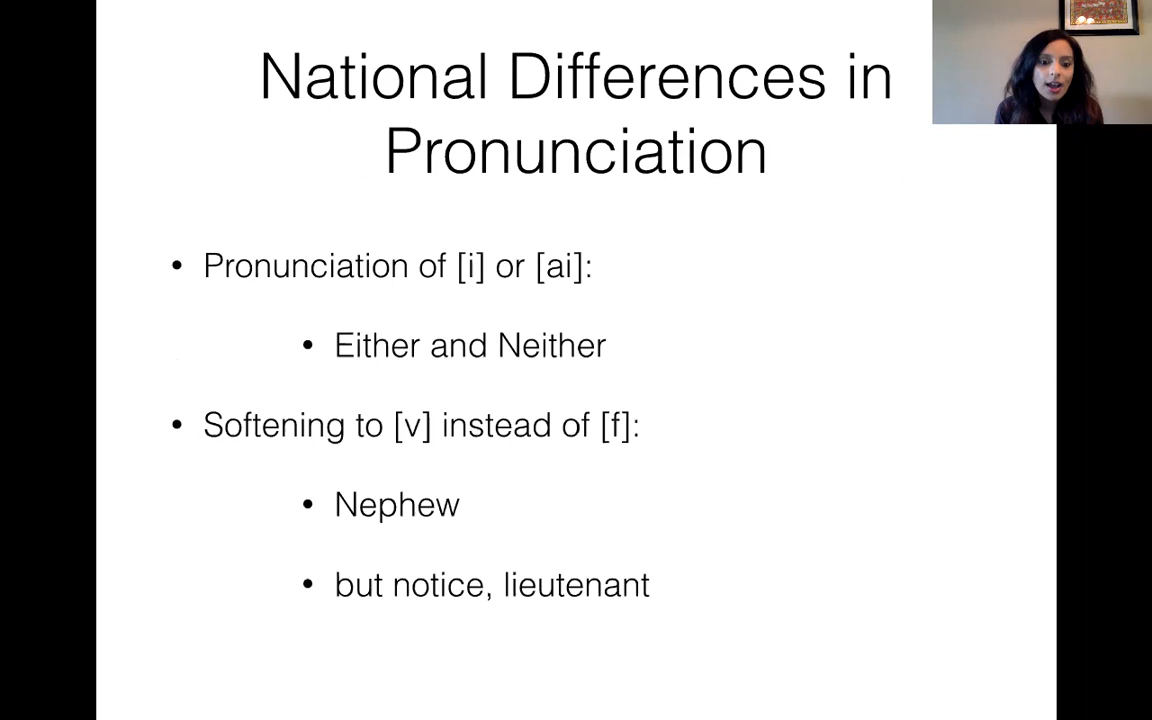 National Differences in
Pronunciation
• Pronunciation of [i] or [ai]:
• Either and Neither
• Softening to [v] instead of [f]:
• Nephew
• but notice, lieutenant